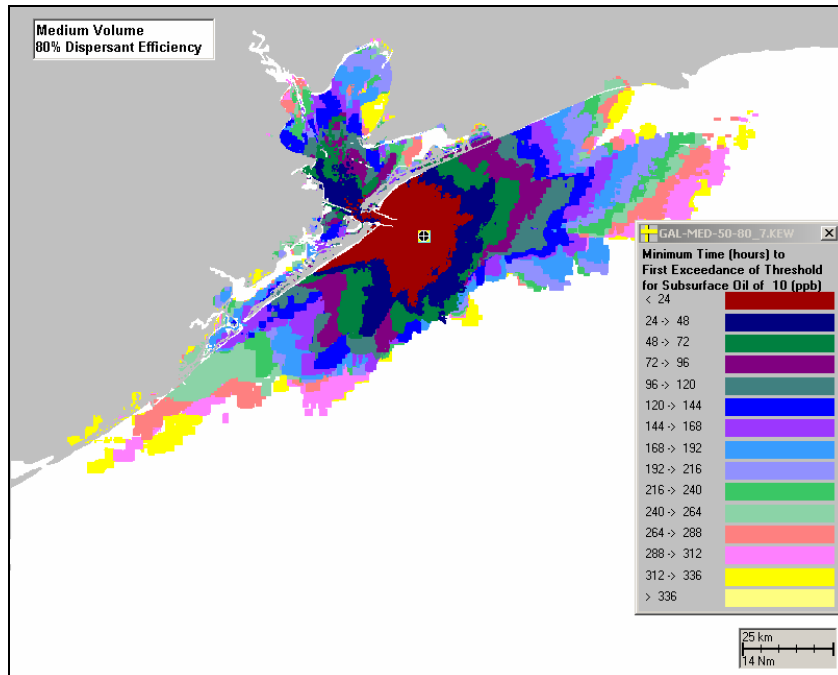 Medium Volume
80% Dispersant Efficiency
GAL-MED-50-80_7.KEW
Minimum Time (hours) to
First Exceedance of Threshold
for Subsurface Oil of 10 (ppb)
< 24
24 -> 48
48 -> 72
72 -> 96
96 -> 120
120 -> 144
144 -> 168
168 -> 192
192 -> 216
216 -> 240
240 -> 264
264 -> 288
288 -> 312
312 -> 336
> 336
25 km
14 Nm